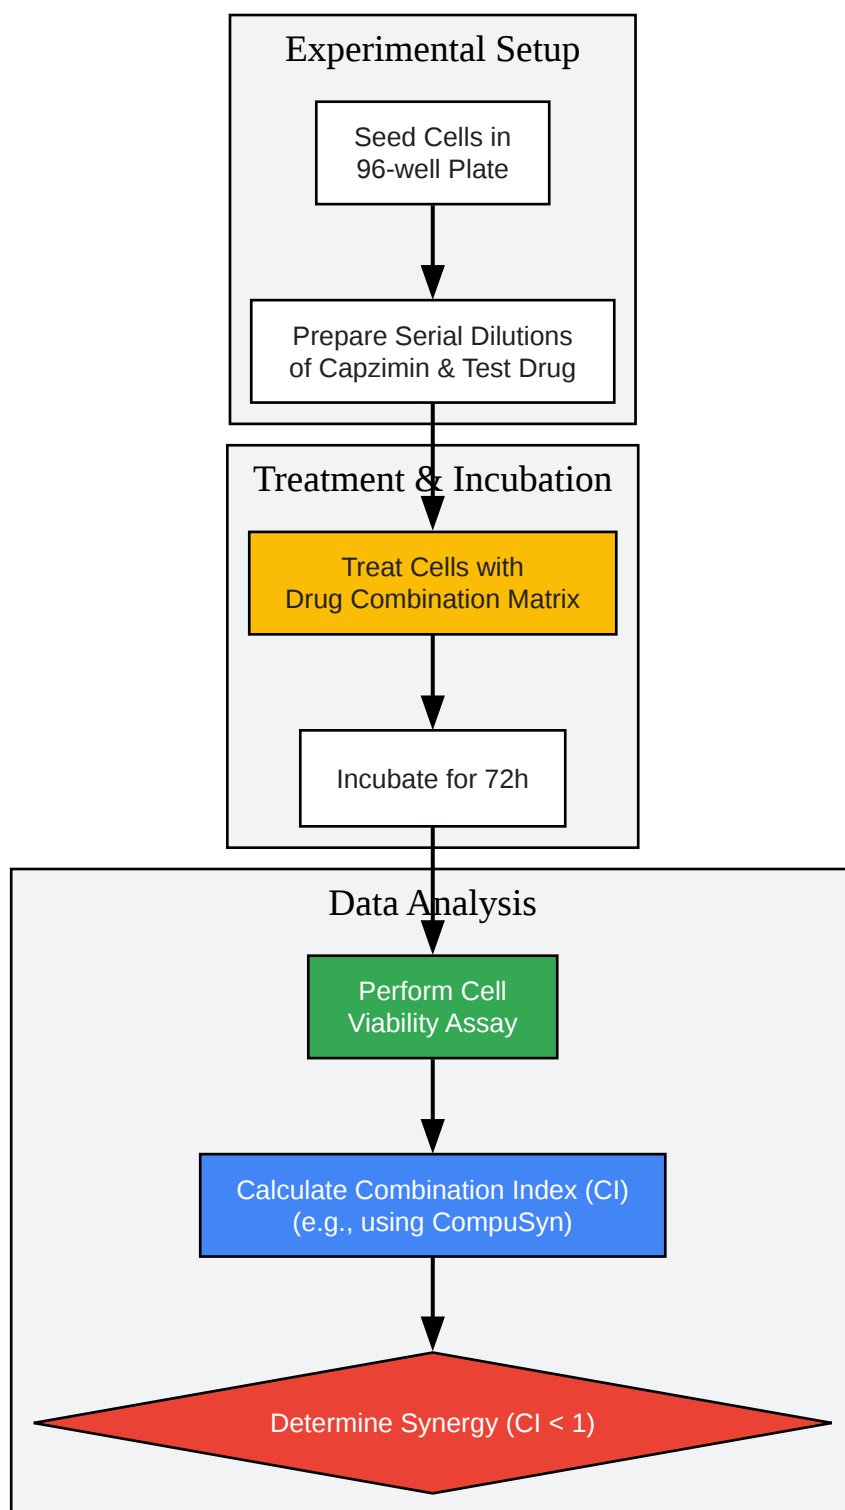 Experimental Setup
Seed Cells in
96-well Plate
Prepare Serial Dilutions
of Capzimin & Test Drug
Treatment & Incubation
Treat Cells with
Drug Combination Matrix
Incubate for 72h
Data Analysis
Perform Cell
Viability Assay
Calculate Combination Index (CI)
(e.g., using CompuSyn)
Determine Synergy (CI < 1)